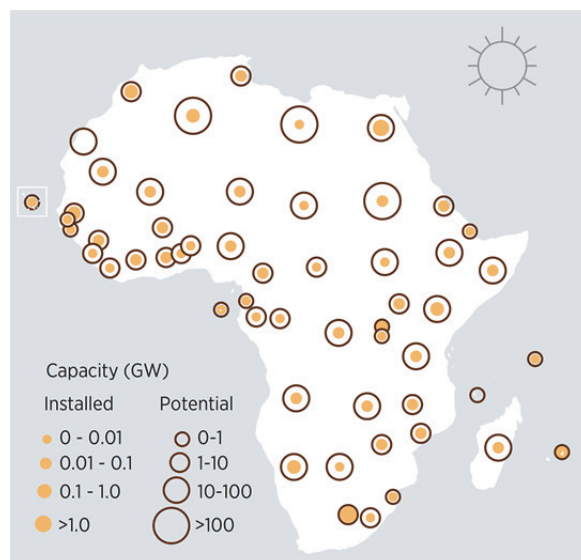 Capacity (GW)
Installed Potential
0 - 0.01 0-1
0.01 - 0.1 1-10
0.1 - 1.0 10-100
>1.0 >100